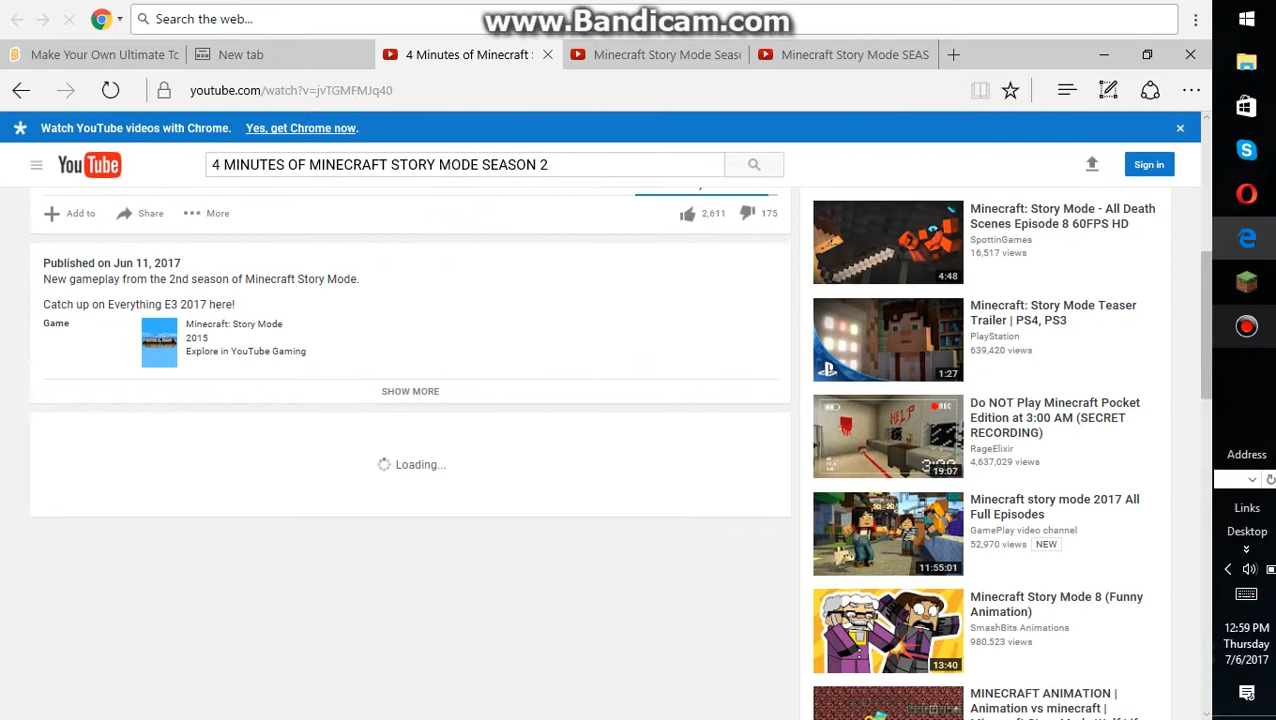 www.Bandicam.com
Search the web...
Make Your Own Ultimate Tc
New tab
4 Minutes of Minecraft
Minecraft Story Mode Seaso
Minecraft Story Mode SEAS
youtube.com/watch?v=jvTGMFMJq40
Watch YouTube videos with Chrome. Yes, get Chrome now.
YouTube
4 MINUTES OF MINECRAFT STORY MODE SEASON 2
Sign in
Add to Share More 2,611 175
Published on Jun 11, 2017
New gameplay from the 2nd season of Minecraft Story Mode.
Catch up on Everything E3 2017 here!
Game
Minecraft: Story Mode
2015
Explore in YouTube Gaming
SHOW MORE
Loading...
Minecraft: Story Mode - All Death
Scenes Episode 8 60FPS HD
SpottinGames
16,517 views
4:48
Minecraft: Story Mode Teaser
Trailer | PS4, PS3
PlayStation
639,420 views
1:27
Do NOT Play Minecraft Pocket
Edition at 3:00 AM (SECRET
RECORDING)
RageElixir
4,637,029 views
REC
HELP
19:07
Minecraft story mode 2017 All
Full Episodes
GamePlay video channel
52,970 views NEW
11:55:01
Minecraft Story Mode 8 (Funny
Animation)
SmashBits Animations
980,523 views
13:40
MINECRAFT ANIMATION |
Animation vs minecraft |
Address
Links
Desktop
12:59 PM
Thursday
7/6/2017